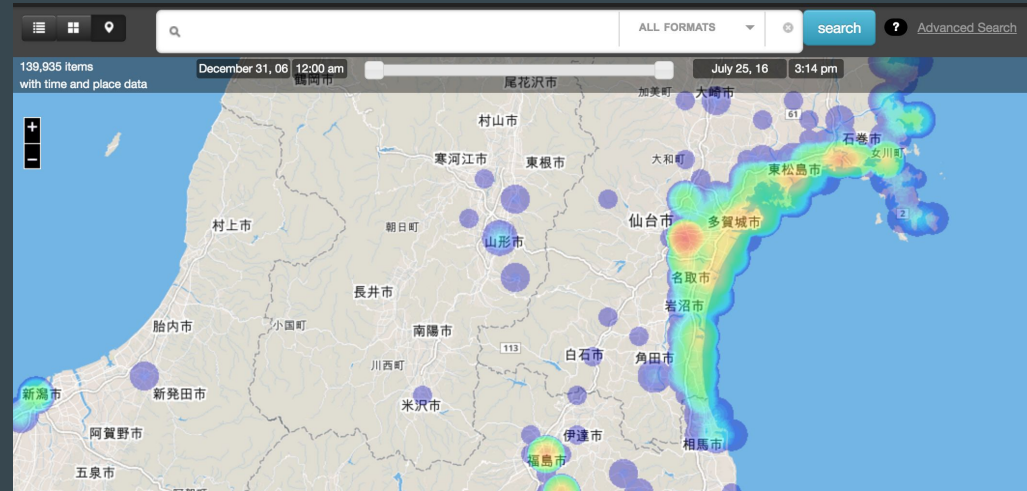 ALL FORMATS
search
?
Advanced Search
139,935 items
with time and place data
December 31, 06
12:00 am
July 25, 16
3:14 pm
鶴岡市
尾花沢市
加美町
大崎市
61
村山市
石巻市
女川町
寒河江市
東根市
大和町
東松島市
村上市
朝日町
仙台市
多賀城市
2
山形市
名取市
長井市
岩沼市
胎内市
小国町
南陽市
113
白石市
角田市
川西町
新潟市
新発田市
米沢市
阿賀野市
伊達市
相馬市
福島市
五泉市
+
−